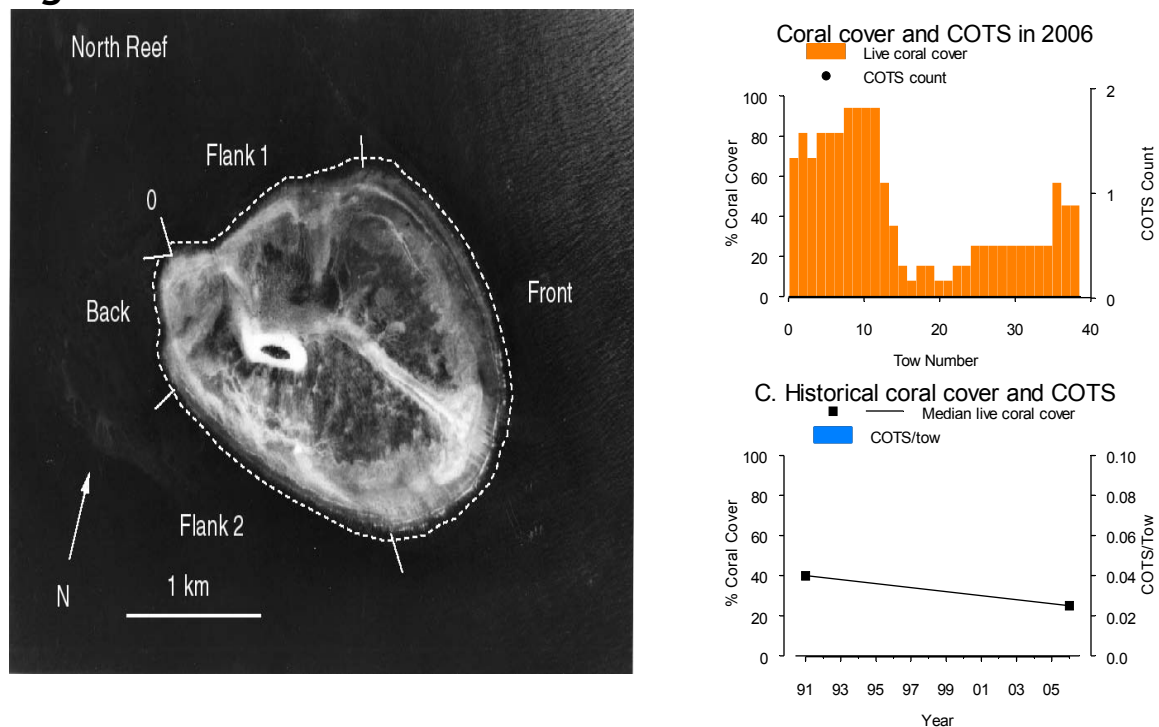 North Reef
Flank 1
0
Front
Back
Flank 2
N
1 km
Coral cover and COTS in 2006
Live coral cover
COTS count
100
80
60
40
20
0
% Coral Cover
2
1
0
COTS Count
0 10 20 30 40
Tow Number
C. Historical coral cover and COTS
Median live coral cover
COTS/tow
100
80
60
40
20
0
% Coral Cover
0.10
0.08
0.06
0.04
0.02
0.0
COTS/Tow
91 93 95 97 99 01 03 05
Year